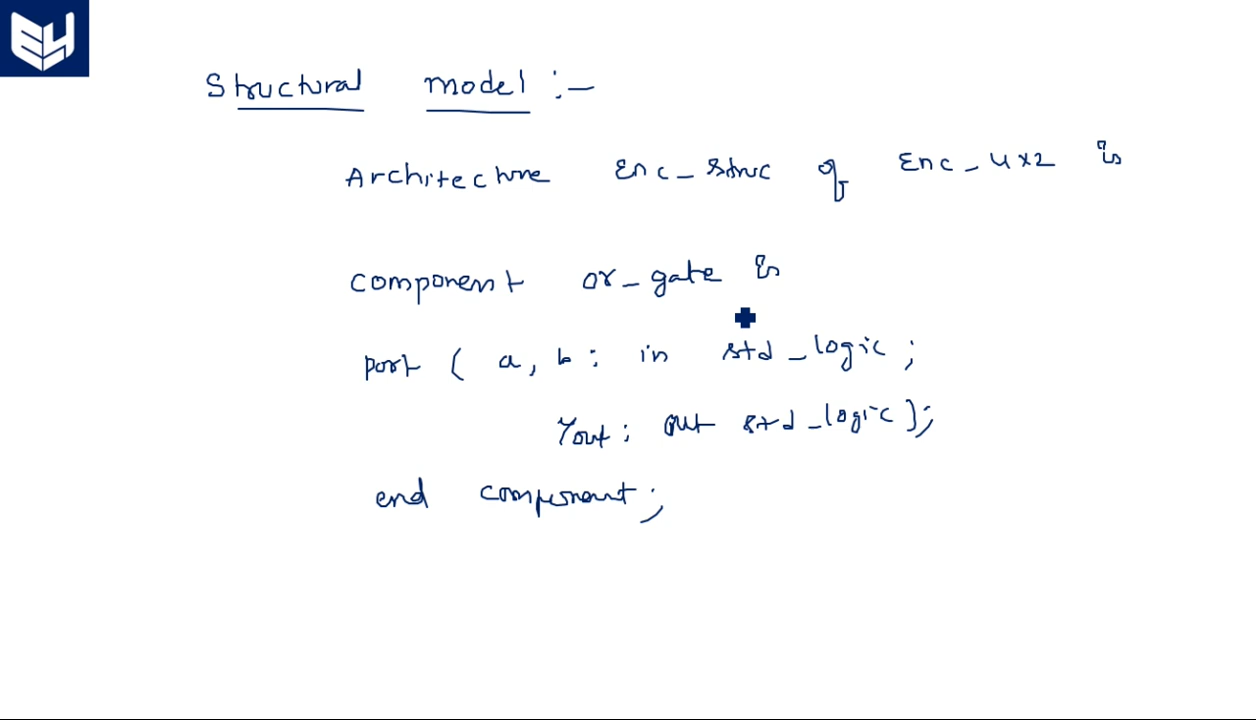 Structural model :-
Architecture Enc_struc of Enc_4x2 is
component or_gate is
port ( a, b : in std_logic ;
Yout : out std_logic );
end component ;